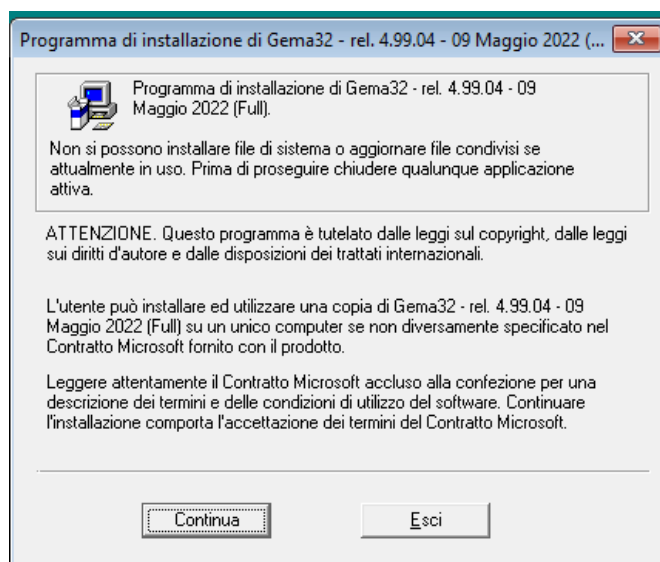 Programma di installazione di Gema32 - rel. 4.99.04 - 09 Maggio 2022 (...
Programma di installazione di Gema32 - rel. 4.99.04 - 09
Maggio 2022 (Full).
Non si possono installare file di sistema o aggiornare file condivisi se
attualmente in uso. Prima di proseguire chiudere qualunque applicazione
attiva.
ATTENZIONE. Questo programma è tutelato dalle leggi sul copyright, dalle leggi
sui diritti d'autore e dalle disposizioni dei trattati internazionali.
L'utente può installare ed utilizzare una copia di Gema32 - rel. 4.99.04 - 09
Maggio 2022 (Full) su un unico computer se non diversamente specificato nel
Contratto Microsoft fornito con il prodotto.
Leggere attentamente il Contratto Microsoft accluso alla confezione per una
descrizione dei termini e delle condizioni di utilizzo del software. Continuare
l'installazione comporta l'accettazione dei termini del Contratto Microsoft.
Continua
Esci